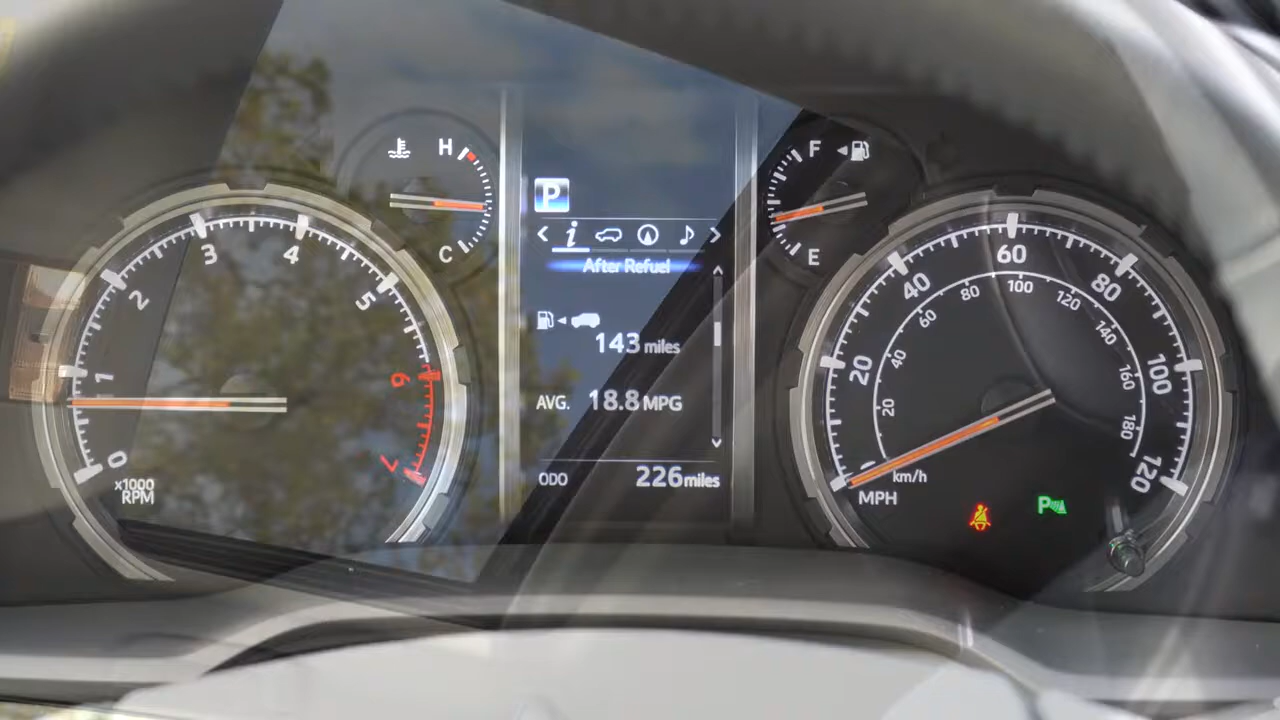 H
C
P
i
After Refuel
143 miles
AVG. 18.8 MPG
ODO 226 miles
F
E
0
1
2
3
4
5
6
7
x1000
RPM
20
40
60
80
100
120
20
40
60
80
100
120
140
160
180
km/h
MPH
P